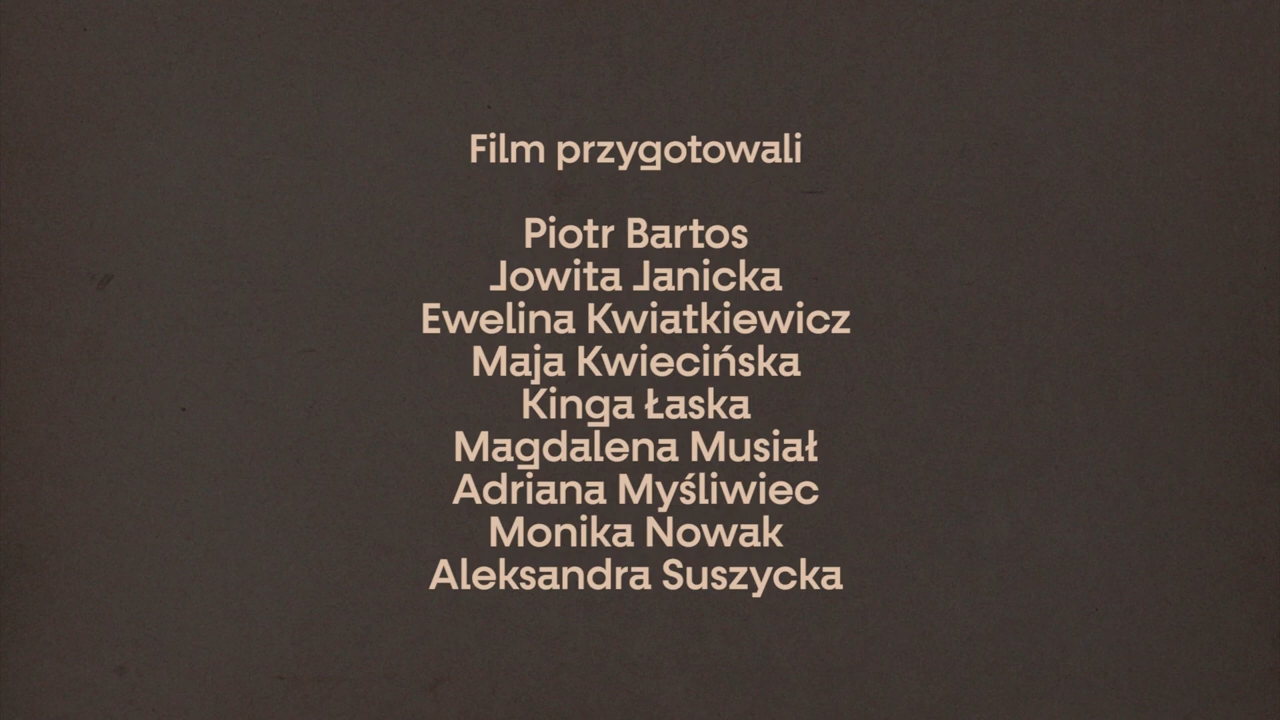 Film przygotowali
Piotr Bartos
Jowita Janicka
Ewelina Kwiatkiewicz
Maja Kwiecińska
Kinga Łaska
Magdalena Musiał
Adriana Myśliwiec
Monika Nowak
Aleksandra Suszycka